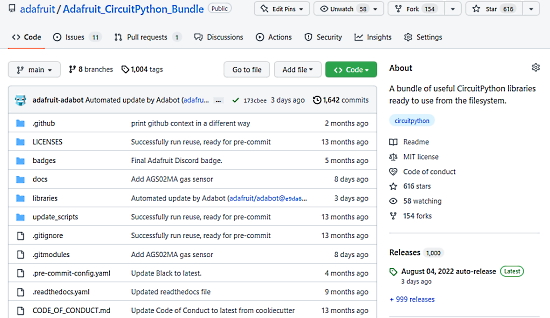 adafruit / Adafruit_CircuitPython_Bundle Public
Edit Pins Unwatch 58 Fork 154 Star 616
Code Issues 11 Pull requests 1 Discussions Actions Security Insights Settings
main 8 branches 1,004 tags Go to file Add file Code
adafruit-adabot Automated update by Adabot (adafru... ... 173cbee 3 days ago 1,642 commits
.github print github context in a different way 2 months ago
LICENSES Successfully run reuse, ready for pre-commit 13 months ago
badges Final Adafruit Discord badge. 5 months ago
docs Add AGS02MA gas sensor 8 days ago
libraries Automated update by Adabot (adafruit/adabot@ 3 days ago
update_scripts Successfully run reuse, ready for pre-commit 13 months ago
.gitignore Successfully run reuse, ready for pre-commit 13 months ago
.gitmodules Add AGS02MA gas sensor 8 days ago
.pre-commit-config.yaml Update Black to latest. 4 months ago
.readthedocs.yaml Updated readthedocs file 9 months ago
CODE_OF_CONDUCT.md Update Code of Conduct to latest from cookiecutter 13 months ago
About
A bundle of useful CircuitPython libraries
ready to use from the filesystem.
circuitpython
Readme
MIT license
Code of conduct
616 stars
58 watching
154 forks
Releases 1,000
August 04, 2022 auto-release Latest
3 days ago
+ 999 releases